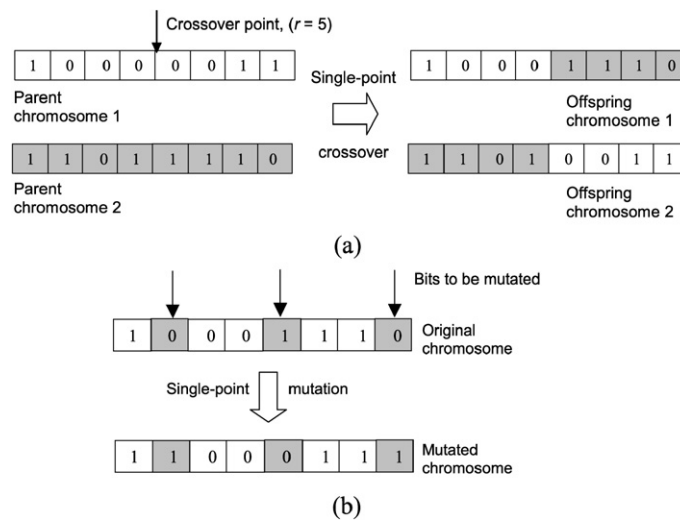 Crossover point, (r = 5)
1 0 0 0 0 0 1 1
Parent
chromosome 1
1 1 0 1 1 1 1 0
Parent
chromosome 2
Single-point
crossover
1 0 0 0 1 1 1 0
Offspring
chromosome 1
1 1 0 1 0 0 1 1
Offspring
chromosome 2
(a)
Bits to be mutated
1 0 0 0 1 1 1 0
Original
chromosome
Single-point mutation
1 1 0 0 0 1 1 1
Mutated
chromosome
(b)